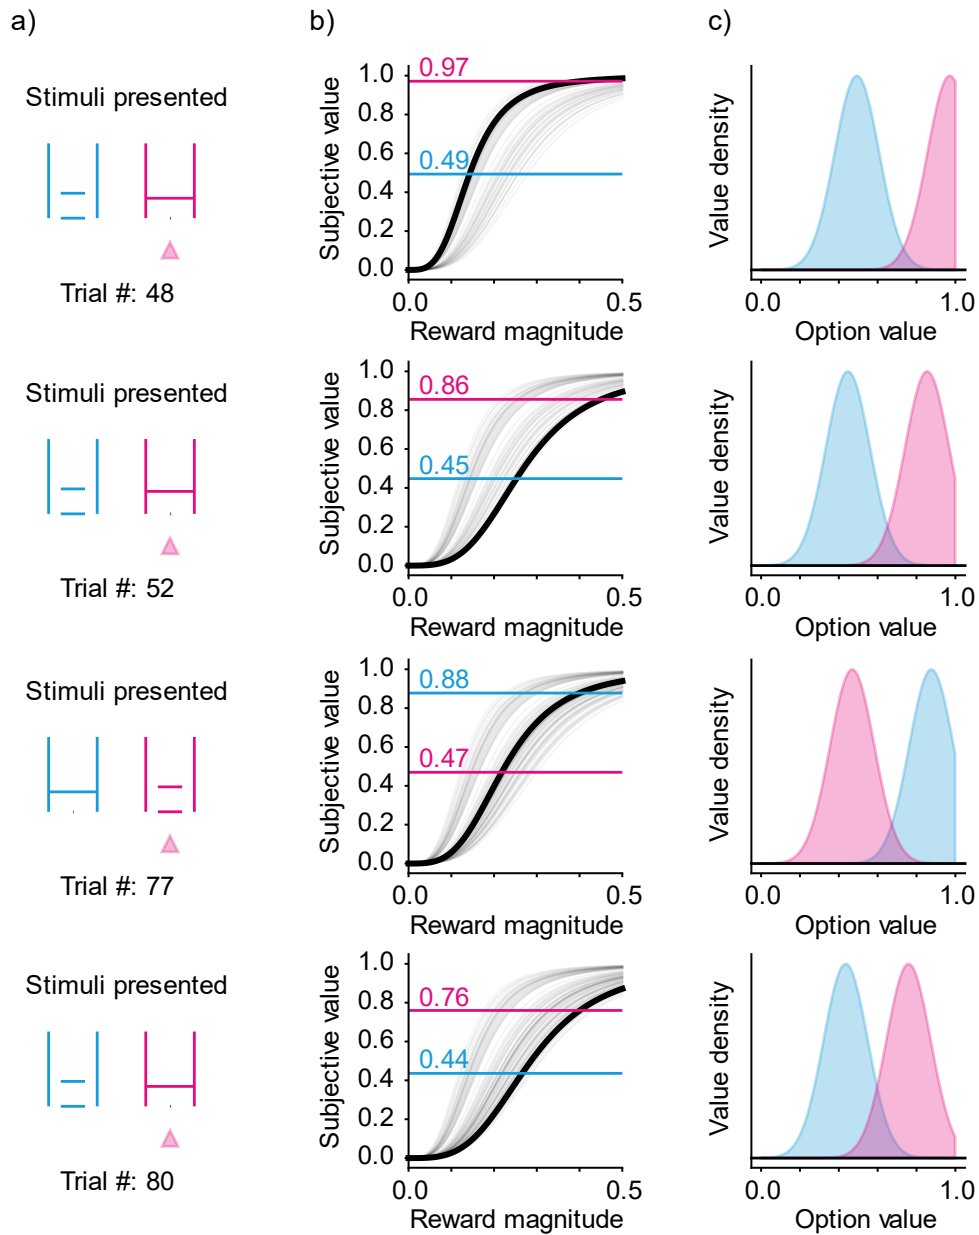 a)
b)
c)
Stimuli presented
Trial #: 48
Subjective value
1.0
0.8
0.6
0.4
0.2
0.0
0.97
0.49
0.0
0.5
Reward magnitude
Value density
0.0
1.0
Option value
Stimuli presented
Trial #: 52
Subjective value
1.0
0.8
0.6
0.4
0.2
0.0
0.86
0.45
0.0
0.5
Reward magnitude
Value density
0.0
1.0
Option value
Stimuli presented
Trial #: 77
Subjective value
1.0
0.8
0.6
0.4
0.2
0.0
0.88
0.47
0.0
0.5
Reward magnitude
Value density
0.0
1.0
Option value
Stimuli presented
Trial #: 80
Subjective value
1.0
0.8
0.6
0.4
0.2
0.0
0.76
0.44
0.0
0.5
Reward magnitude
Value density
0.0
1.0
Option value